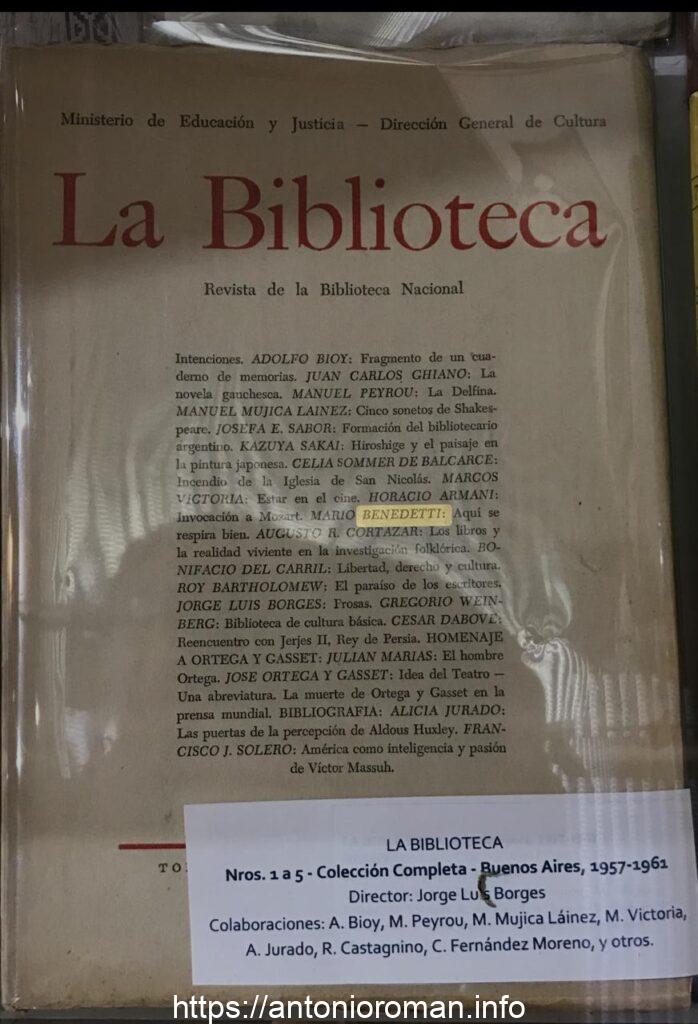 Ministerio de Educación y Justicia — Dirección General de Cultura
La Biblioteca
Revista de la Biblioteca Nacional
Intenciones. ADOLFO BIOY: Fragmento de un cua-
derno de memorias. JUAN CARLOS GHIANO: La
novela gauchesca. MANUEL PEYROU: La Delfina.
MANUEL MUJICA LAINEZ: Cinco sonetos de Shakes-
peare. JOSEFA E. SABOR: Formación del bibliotecario
argentino. KAZUYA SAKAI: Hiroshige y el paisaje en
la pintura japonesa. CELIA SOMMER DE BALCARCE:
Incendio de la Iglesia de San Nicolás. MARCOS
VICTORIA: Estar en el cine. HORACIO ARMANI:
Invocación a Mozart. MARIO BENEDETTI: Aquí se
respira bien. AUGUSTO R. CORTAZAR: Los libros y
la realidad viviente en la investigación folklórica. BO-
NIFACIO DEL CARRIL: Libertad, derecho y cultura.
ROY BARTHOLOMEW: El paraíso de los escritores.
JORGE LUIS BORGES: Prosas. GREGORIO WEIN-
BERG: Biblioteca de cultura básica. CESAR DABOVE:
Reencuentro con Jerjes II, Rey de Persia. HOMENAJE
A ORTEGA Y GASSET: JULIAN MARIAS: El hombre
Ortega. JOSE ORTEGA Y GASSET: Idea del Teatro —
Una abreviatura. La muerte de Ortega y Gasset en la
prensa mundial. BIBLIOGRAFIA: ALICIA JURADO:
Las puertas de la percepción de Aldous Huxley. FRAN-
CISCO J. SOLERO: América como inteligencia y pasión
de Víctor Massuh.
TO
LA BIBLIOTECA
Nros. 1 a 5 - Colección Completa - Buenos Aires, 1957-1961
Director: Jorge Luis Borges
Colaboraciones: A. Bioy, M. Peyrou, M. Mujica Láinez, M. Victoria,
A. Jurado, R. Castagnino, C. Fernández Moreno, y otros.
https://antonioroman.info